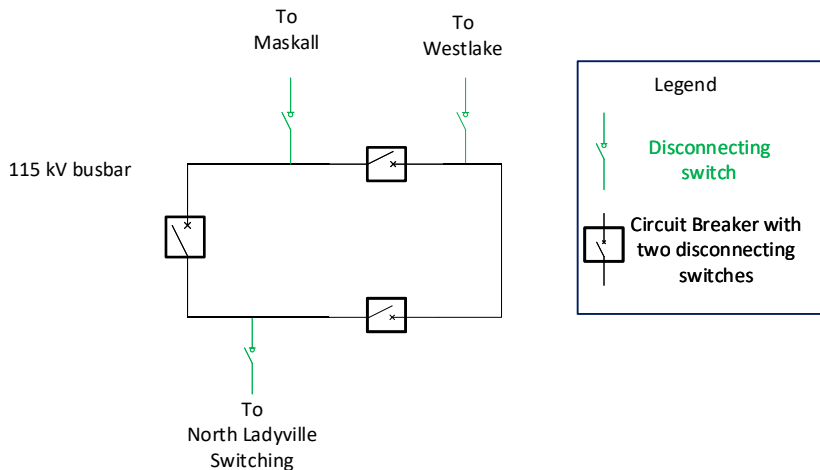 To
Maskall
To
Westlake
115 kV busbar
To
North Ladyville
Switching
Legend
Disconnecting
switch
Circuit Breaker with
two disconnecting
switches